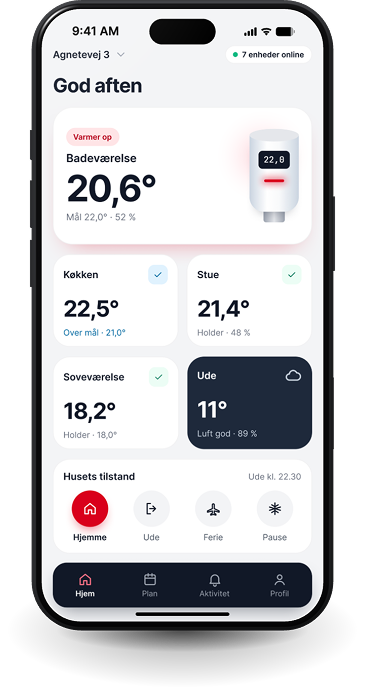 9:41 AM
Agnetevej 3
7 enheder online
God aften
Varmer op
Badeværelse
20,6°
Mål 22,0° · 52 %
22,0
Køkken
22,5°
Over mål · 21,0°
Stue
21,4°
Holder · 48 %
Soveværelse
18,2°
Holder · 18,0°
Ude
11°
Luft god · 89 %
Husets tilstand
Ude kl. 22.30
Hjemme
Ude
Ferie
Pause
Hjem
Plan
Aktivitet
Profil